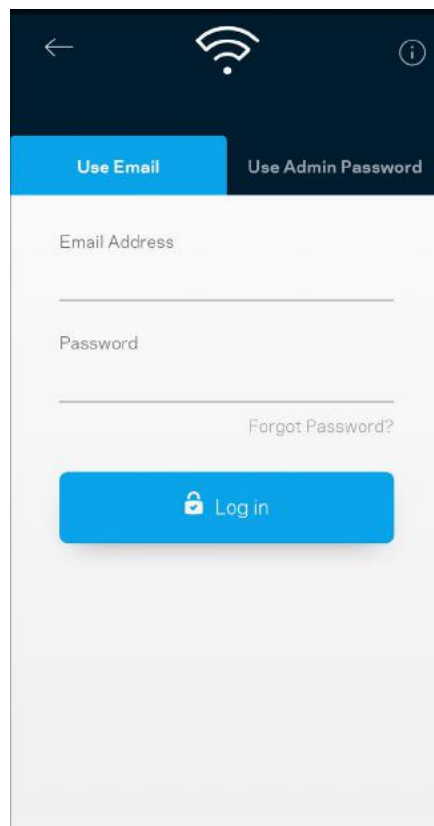 Use Email
Use Admin Password
Email Address
Password
Forgot Password?
Log in